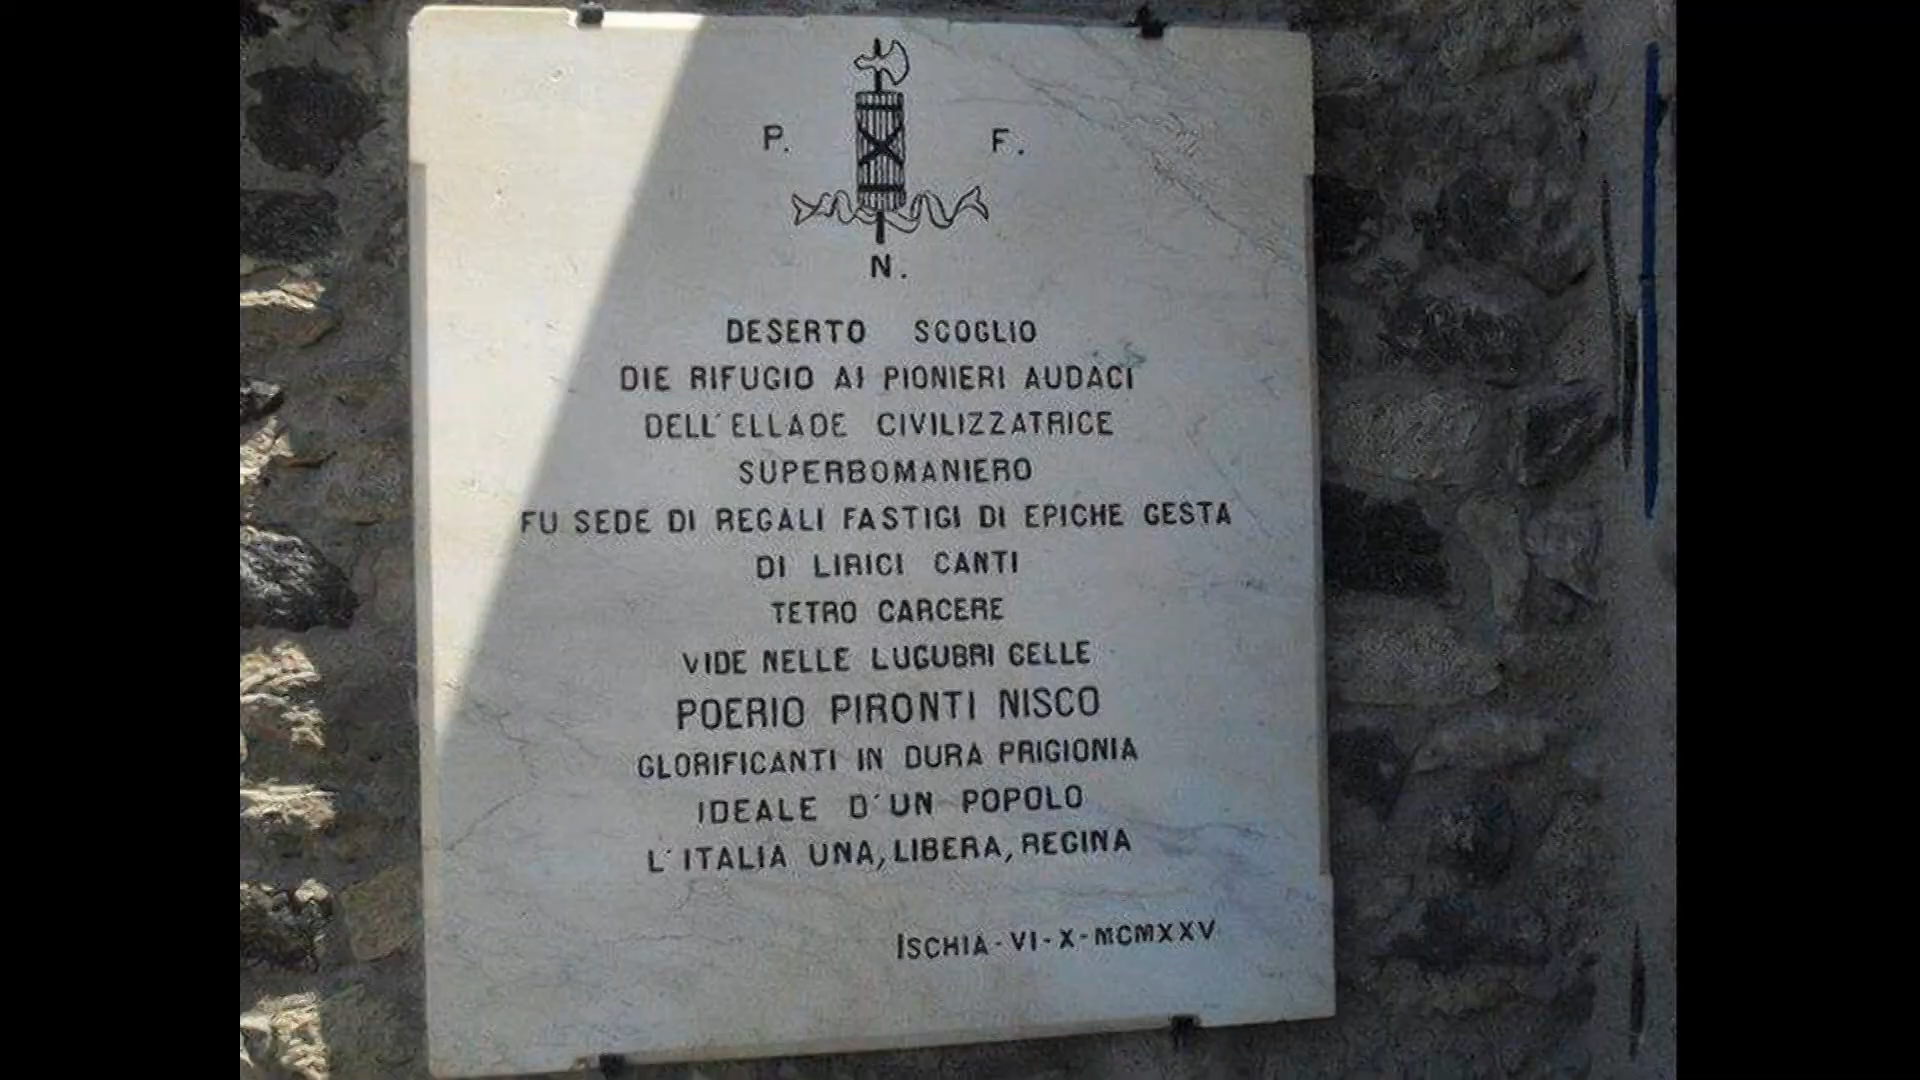 P. F.
N.
DESERTO SCOGLIO
DIE RIFUGIO AI PIONIERI AUDACI
DELL'ELLADE CIVILIZZATRICE
SUPERBOMANIERO
FU SEDE DI REGALI FASTIGI DI EPICHE GESTA
DI LIRICI CANTI
TETRO CARCERE
VIDE NELLE LUGUBRI CELLE
POERIO PIRONTI NISCO
GLORIFICANTI IN DURA PRIGIONIA
IDEALE D'UN POPOLO
L'ITALIA UNA, LIBERA, REGINA
ISCHIA - VI - X - MCMXXV